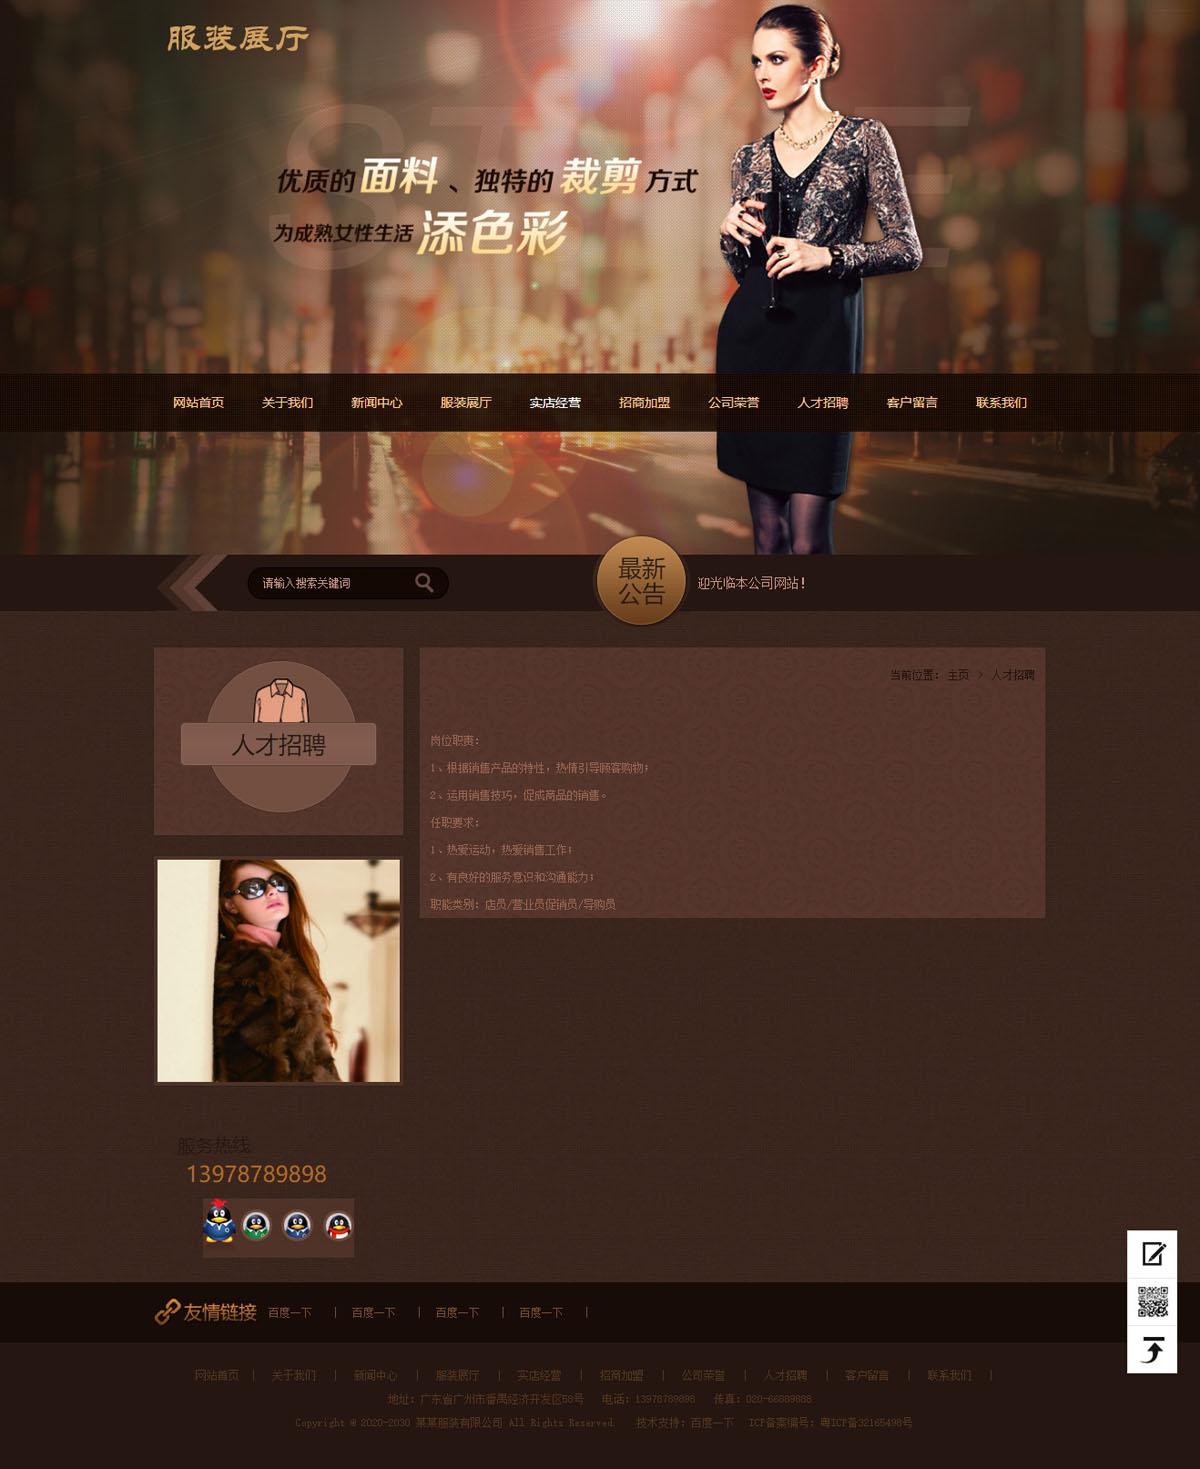 服装展厅
STYLE
优质的面料、独特的裁剪方式
为成熟女性生活添色彩
网站首页 关于我们 新闻中心 服装展厅 实店经营 招商加盟 公司荣誉 人才招聘 客户留言 联系我们
请输入搜索关键词
最新
公告
迎光临本公司网站!
人才招聘
当前位置: 主页 > 人才招聘
岗位职责:
1、根据销售产品的特性,热情引导顾客购物;
2、运用销售技巧,促成商品的销售。
任职要求:
1、热爱运动,热爱销售工作;
2、有良好的服务意识和沟通能力;
职能类别: 店员/营业员促销员/导购员
服务热线
13978789898
友情链接 百度一下 | 百度一下 | 百度一下 | 百度一下 |
网站首页 | 关于我们 | 新闻中心 | 服装展厅 | 实店经营 | 招商加盟 | 公司荣誉 | 人才招聘 | 客户留言 | 联系我们 |
地址: 广东省广州市番禺经济开发区58号 电话: 13978789898 传真: 020-66889888
Copyright @ 2020-2030 某某服装有限公司 All Rights Reserved. 技术支持: 百度一下 ICP备案编号: 粤ICP备32165498号